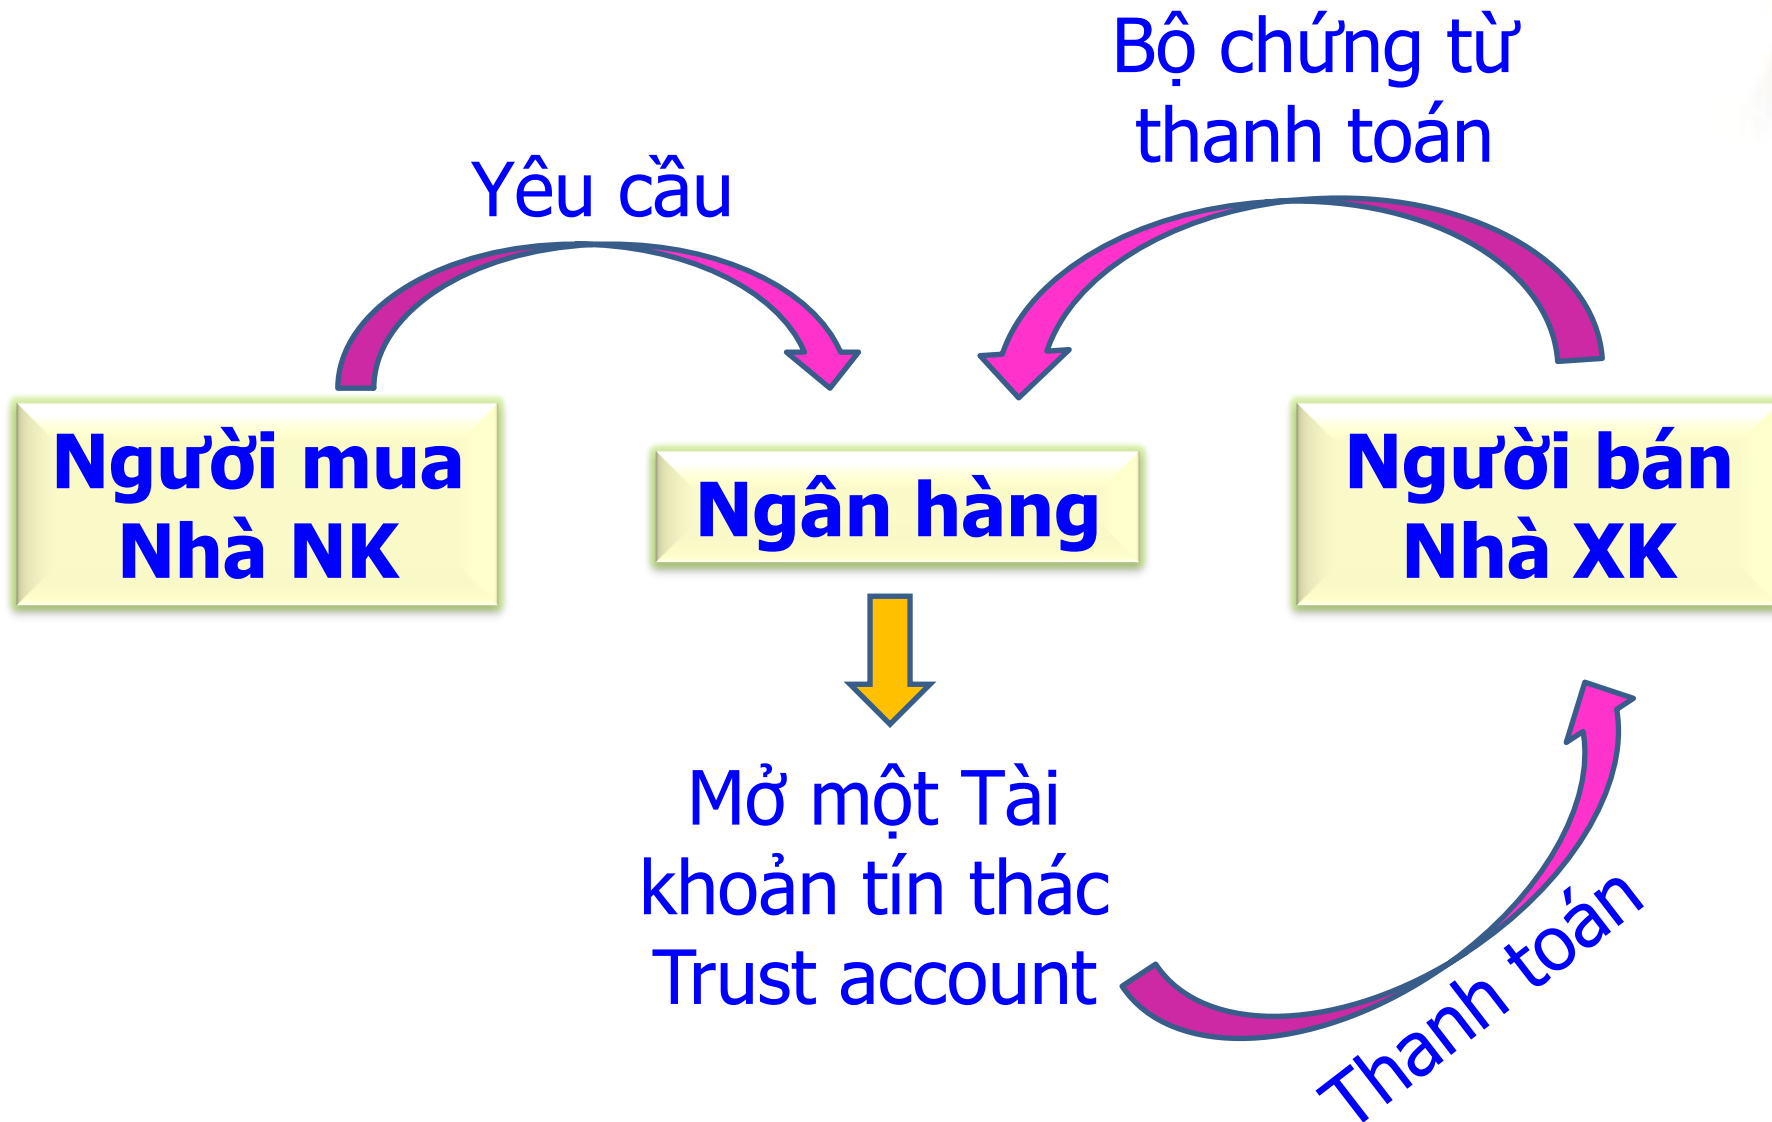 Bộ chứng từ
thanh toán
Yêu cầu
Người mua
Nhà NK
Ngân hàng
Người bán
Nhà XK
Mở một Tài
khoản tín thác
Trust account
Thanh toán